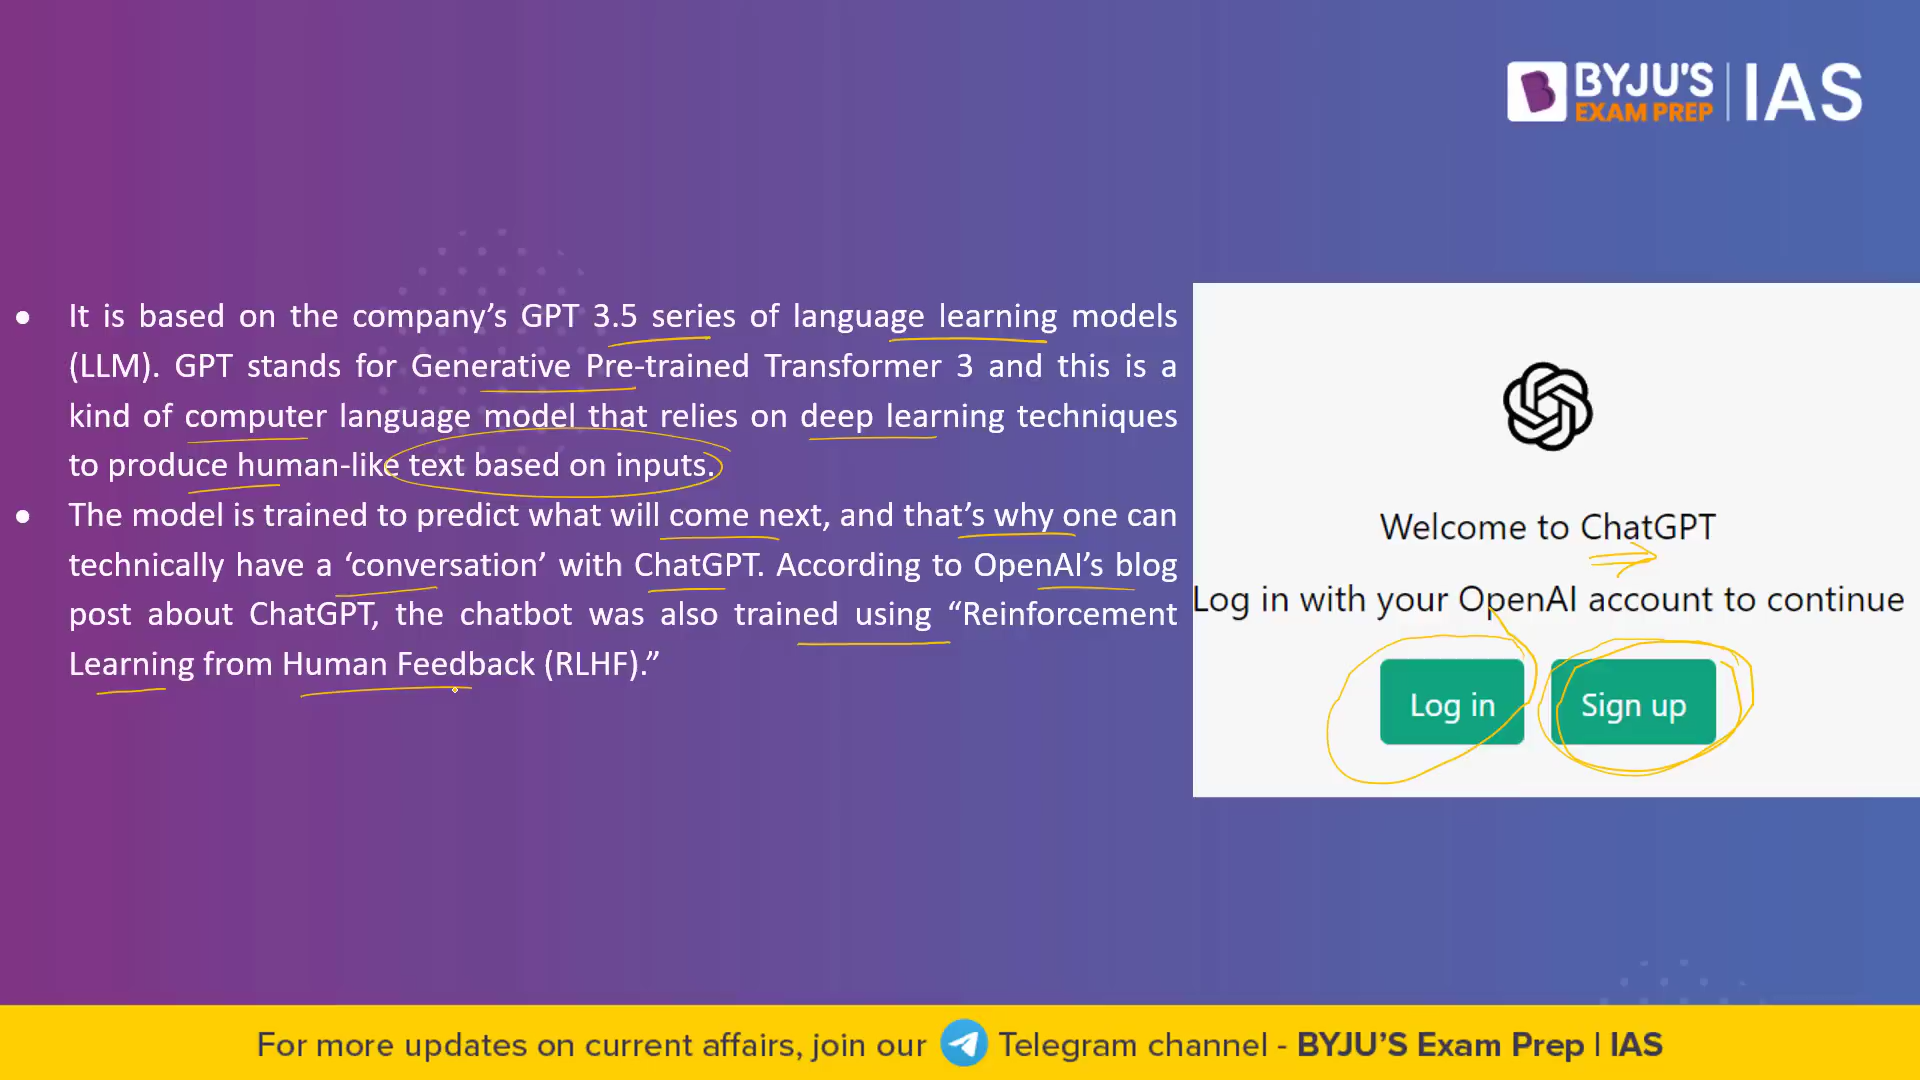 BYJU'S
EXAM PREP
IAS
• It is based on the company’s GPT 3.5 series of language learning models
(LLM). GPT stands for Generative Pre-trained Transformer 3 and this is a
kind of computer language model that relies on deep learning techniques
to produce human-like text based on inputs.
• The model is trained to predict what will come next, and that’s why one can
technically have a ‘conversation’ with ChatGPT. According to OpenAI’s blog
post about ChatGPT, the chatbot was also trained using “Reinforcement
Learning from Human Feedback (RLHF).”
Welcome to ChatGPT
Log in with your OpenAI account to continue
Log in
Sign up
For more updates on current affairs, join our Telegram channel - BYJU’S Exam Prep | IAS